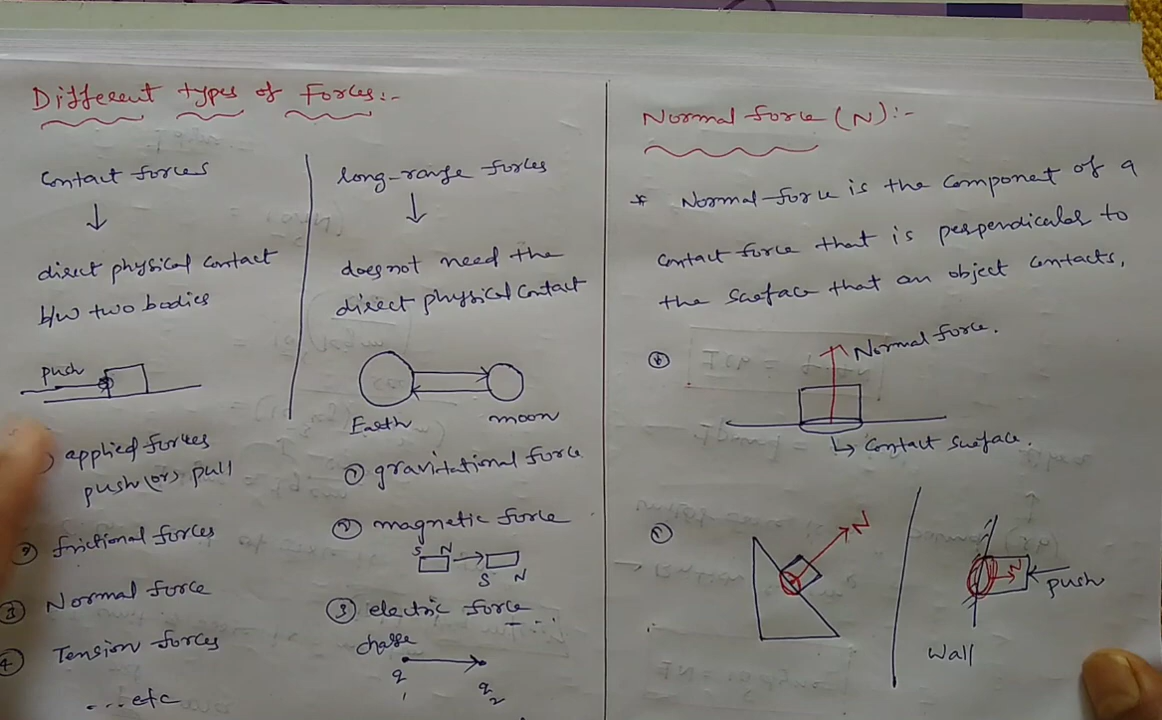 Different types of Forces:-
Contact forces
direct physical contact
b/w two bodies
push
applied forces
push (or) pull
② frictional forces
③ Normal force
④ Tension forces
...etc
long-range forces
does not need the
direct physical contact
Earth
moon
① gravitational force
② magnetic force
S N
S N
③ electric force
----
charge
q1
q2
Normal force (N):-
* Normal-force is the componet of a
contact force that is perpendicular to
the surface that an object contacts,
Normal force.
Contact surface.
N
N
push
Wall